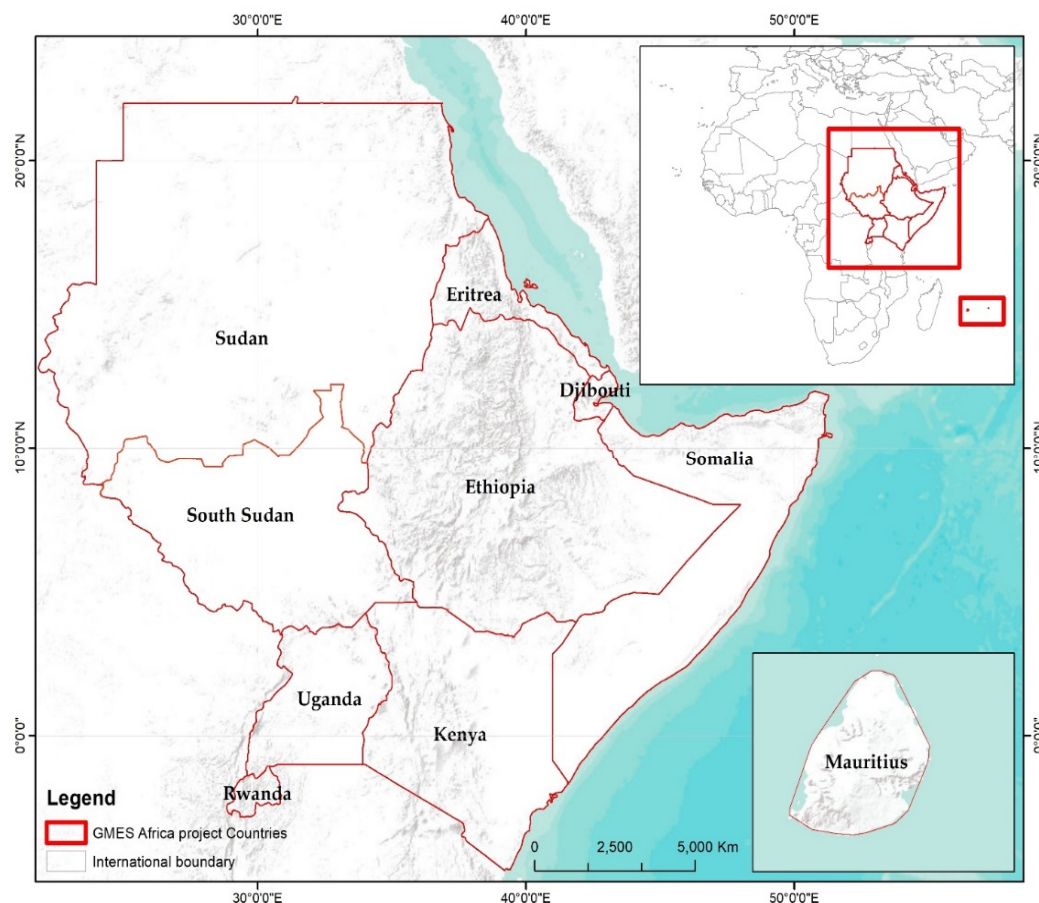 30°0'0"E 40°0'0"E 50°0'0"E
20°0'0"N 20°0'0"N
Eritrea
Sudan
Djibouti
10°0'0"N 10°0'0"N
Somalia
Ethiopia
South Sudan
Uganda
Kenya
0°0'0" 0°0'0"
Mauritius
Rwanda
Legend
GMES Africa project Countries
International boundary
0 2,500 5,000 Km
30°0'0"E 40°0'0"E 50°0'0"E